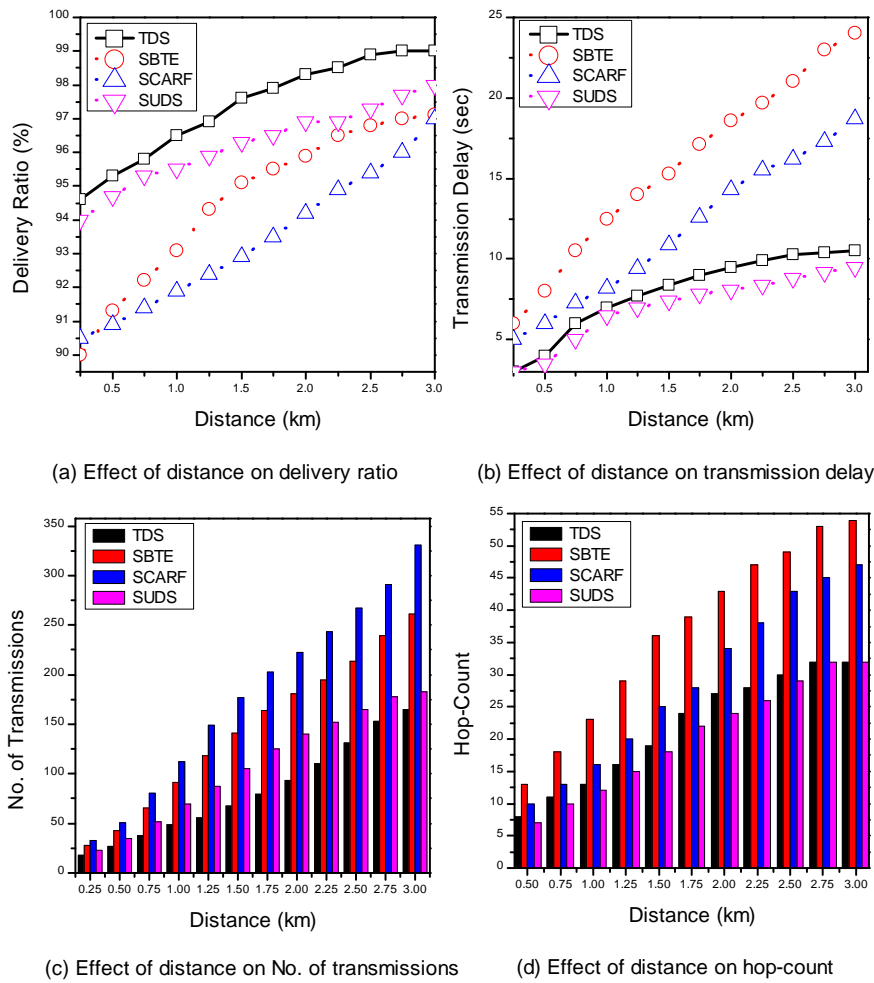 100
99
98
97
96
95
94
93
92
91
90
Delivery Ratio (%)
TDS
SBTE
SCARF
SUDS
0.5 1.0 1.5 2.0 2.5 3.0
Distance (km)
(a) Effect of distance on delivery ratio
25
20
15
10
5
Transmission Delay (sec)
TDS
SBTE
SCARF
SUDS
0.5 1.0 1.5 2.0 2.5 3.0
Distance (km)
(b) Effect of distance on transmission delay
350
300
250
200
150
100
50
0
No. of Transmissions
TDS
SBTE
SCARF
SUDS
0.25 0.50 0.75 1.00 1.25 1.50 1.75 2.00 2.25 2.50 2.75 3.00
Distance (km)
(c) Effect of distance on No. of transmissions
55
50
45
40
35
30
25
20
15
10
5
0
Hop-Count
TDS
SBTE
SCARF
SUDS
0.50 0.75 1.00 1.25 1.50 1.75 2.00 2.25 2.50 2.75 3.00
Distance (km)
(d) Effect of distance on hop-count